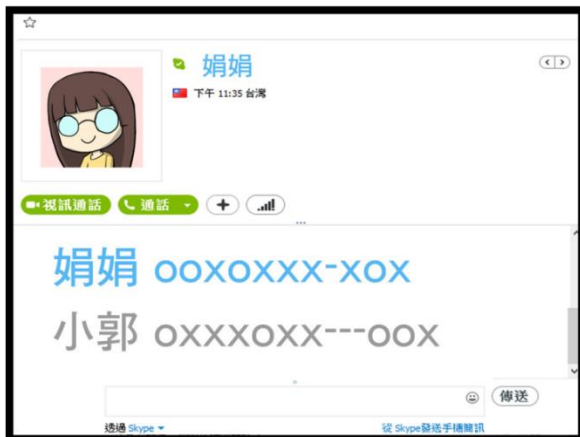 娟娟
下午 11:35 台灣
視訊通話 通話
娟娟 ooxoxxx-xox
小郭 oxxxoxx---oox
傳送
透過 Skype
從 Skype發送手機簡訊